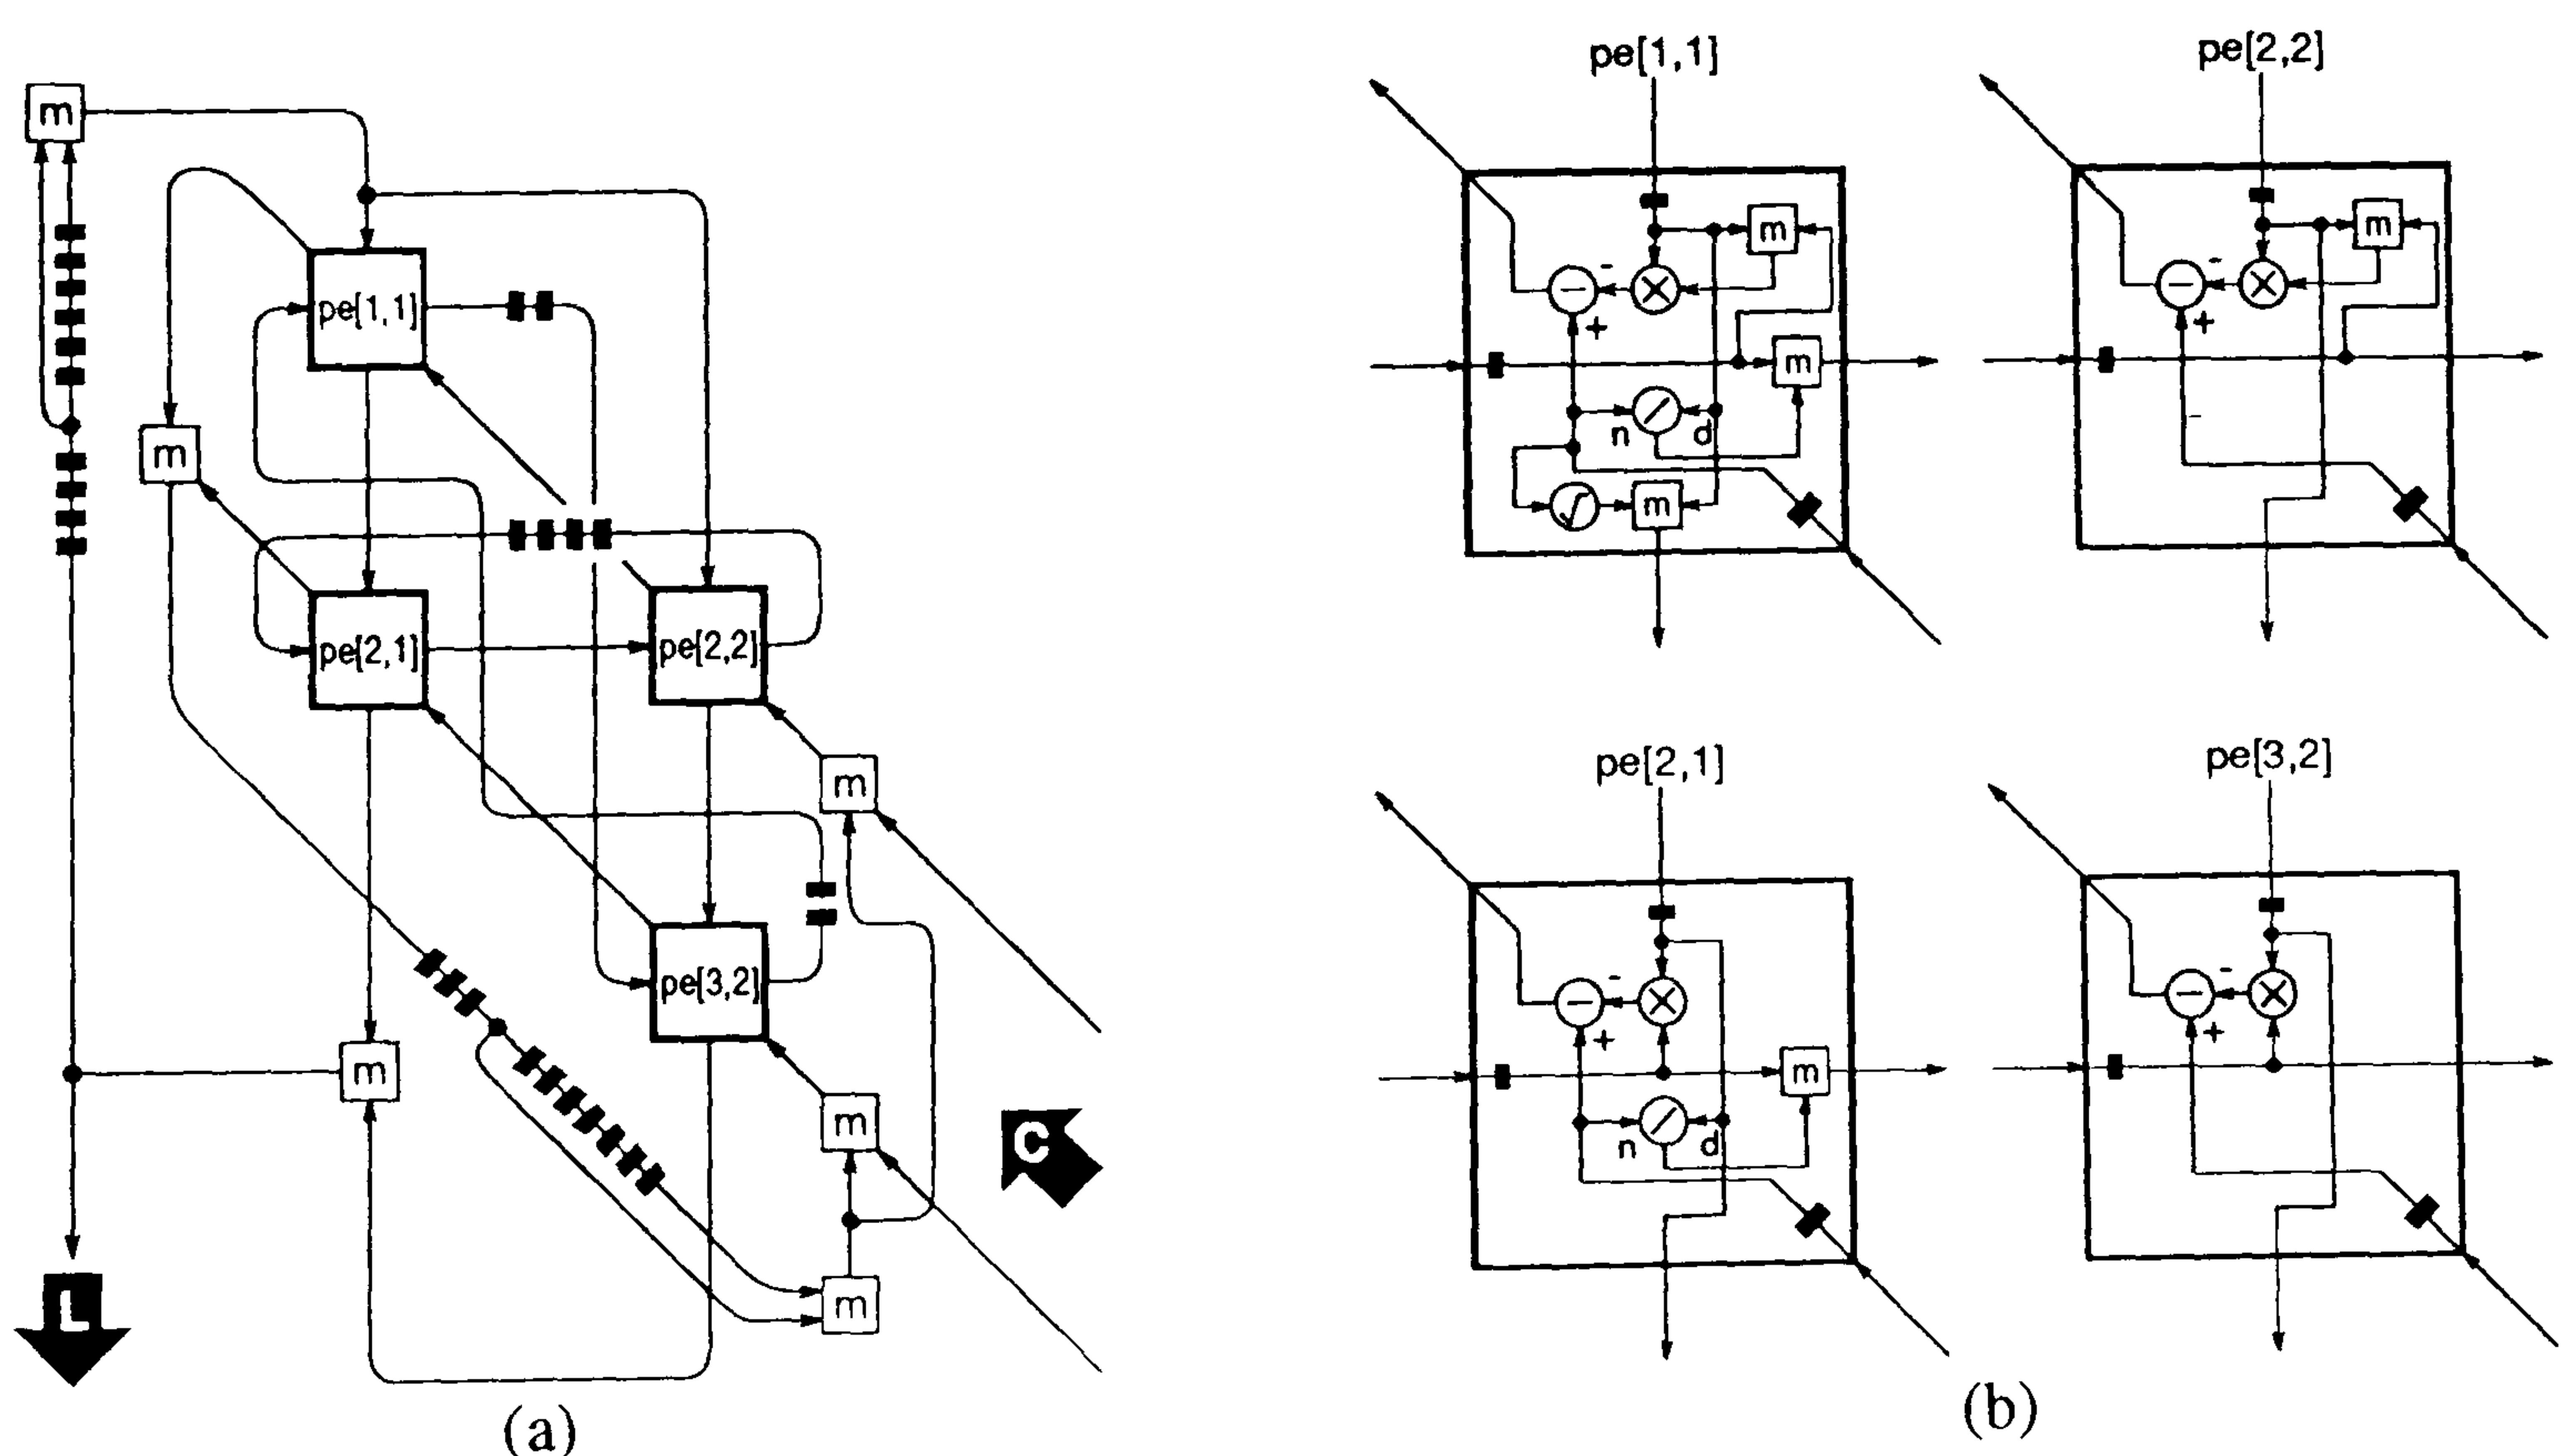 m
pe[1,1]
m
pe[2,1]
pe[2,2]
m
pe[3,2]
m
m
m
C
L
(a)
pe[1,1]
m
-
−
×
+
m
/
n
d
√
m
pe[2,2]
m
-
−
×
+
pe[2,1]
-
−
×
+
m
/
n
d
pe[3,2]
-
−
×
+
(b)